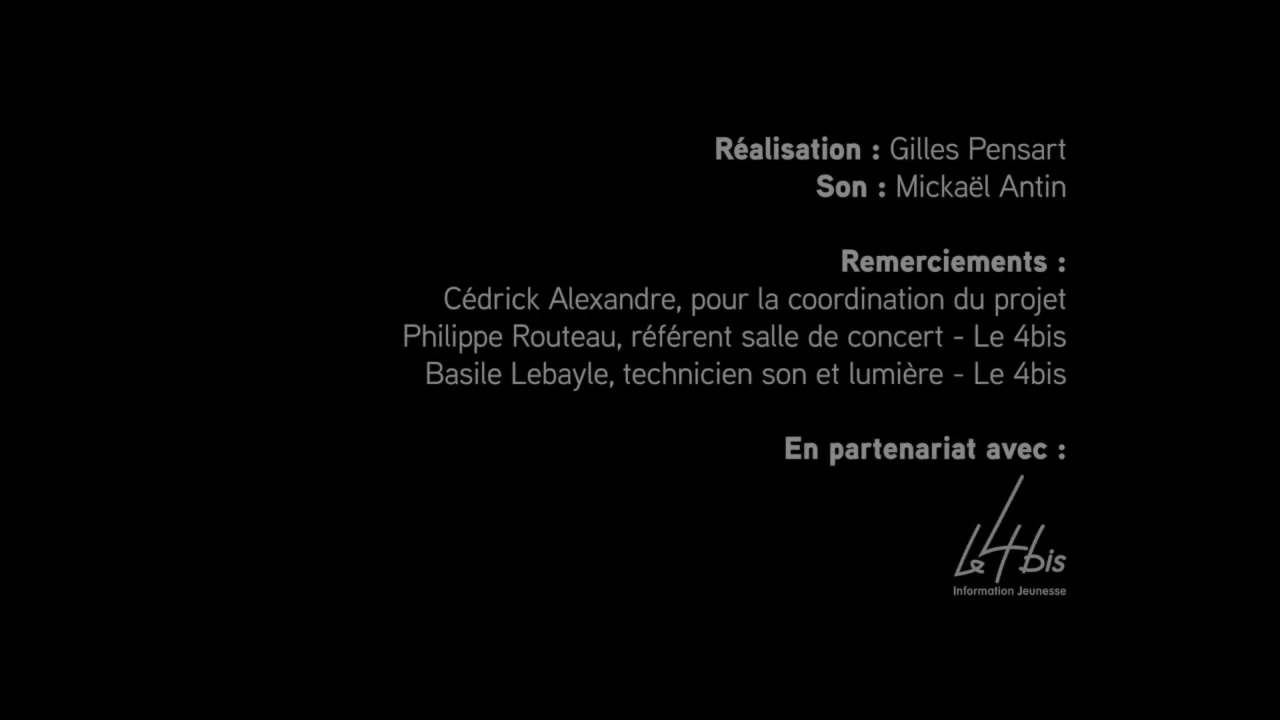 Réalisation : Gilles Pensart
Son : Mickaël Antin
Remerciements :
Cédrick Alexandre, pour la coordination du projet
Philippe Routeau, référent salle de concert - Le 4bis
Basile Lebayle, technicien son et lumière - Le 4bis
En partenariat avec :
Le 4bis
Information Jeunesse